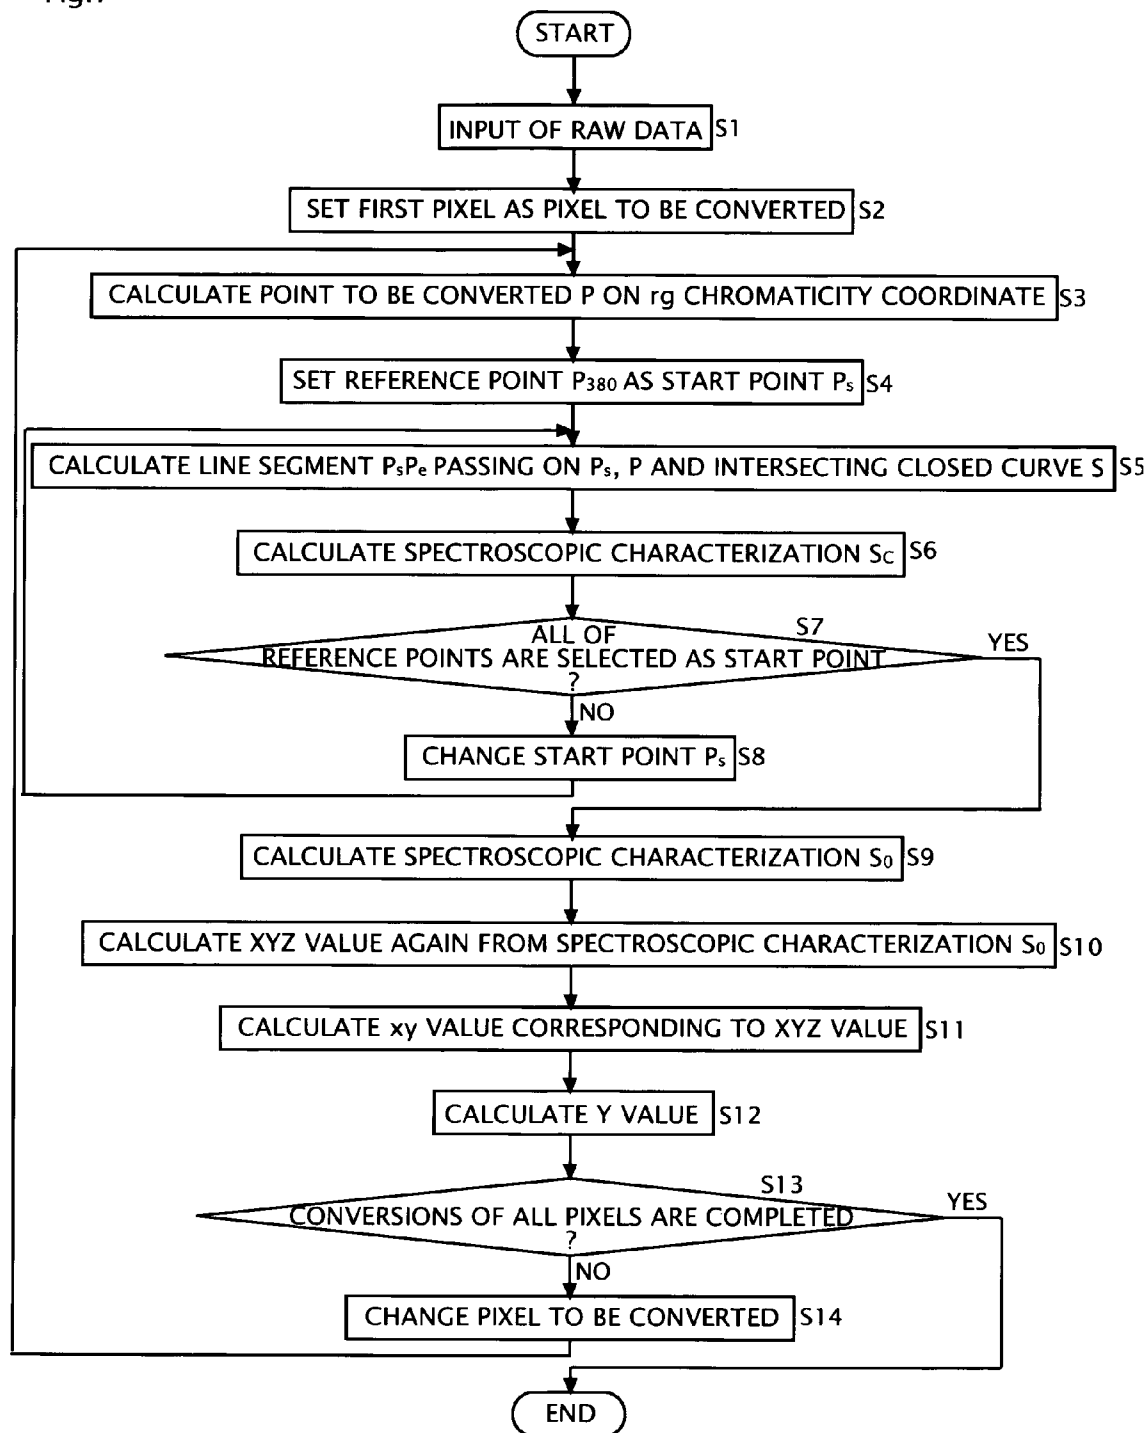 START
INPUT OF RAW DATA S1
SET FIRST PIXEL AS PIXEL TO BE CONVERTED S2
CALCULATE POINT TO BE CONVERTED P ON rg CHROMATICITY COORDINATE S3
SET REFERENCE POINT P380 AS START POINT Ps S4
CALCULATE LINE SEGMENT PsPe PASSING ON Ps, P AND INTERSECTING CLOSED CURVE S S5
CALCULATE SPECTROSCOPIC CHARACTERIZATION Sc S6
S7
ALL OF
REFERENCE POINTS ARE SELECTED AS START POINT YES
?
NO
CHANGE START POINT Ps S8
CALCULATE SPECTROSCOPIC CHARACTERIZATION S0 S9
CALCULATE XYZ VALUE AGAIN FROM SPECTROSCOPIC CHARACTERIZATION S0 S10
CALCULATE xy VALUE CORRESPONDING TO XYZ VALUE S11
CALCULATE Y VALUE S12
S13
CONVERSIONS OF ALL PIXELS ARE COMPLETED YES
?
NO
CHANGE PIXEL TO BE CONVERTED S14
END